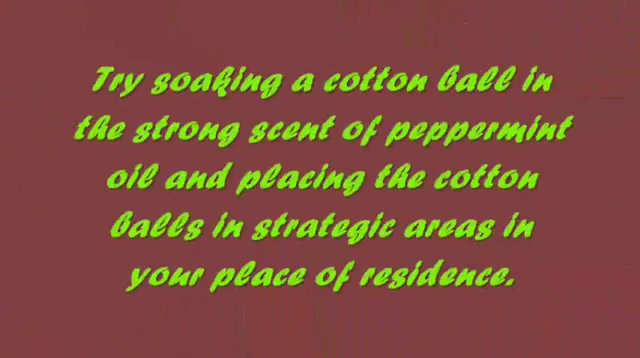 Try soaking a cotton ball in
the strong scent of peppermint
oil and placing the cotton
balls in strategic areas in
your place of residence.